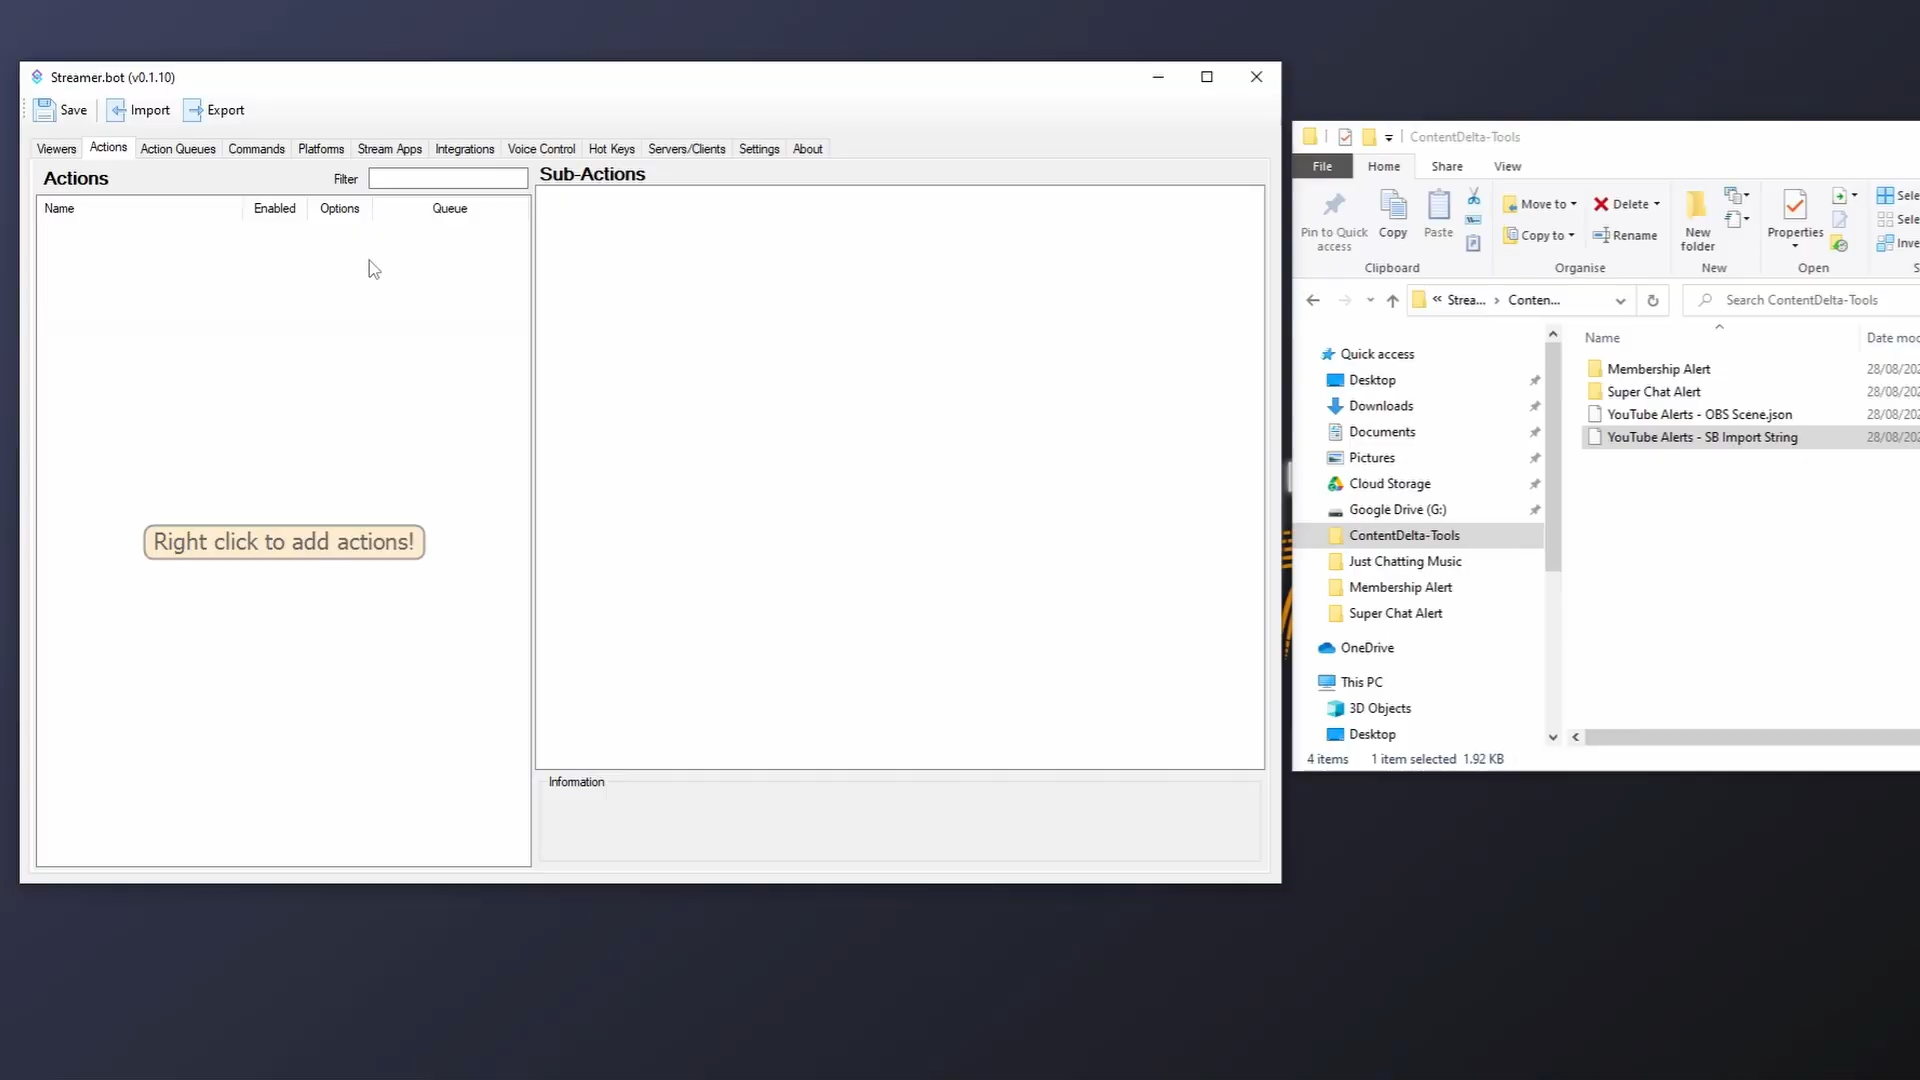 Streamer.bot (v0.1.10)
Save
Import
Export
Viewers
Actions
Action Queues
Commands
Platforms
Stream Apps
Integrations
Voice Control
Hot Keys
Servers/Clients
Settings
About
Actions
Filter
Name
Enabled
Options
Queue
Right click to add actions!
Sub-Actions
Information
ContentDelta-Tools
File
Home
Share
View
Pin to Quick
access
Copy
Paste
Clipboard
Move to
Copy to
Delete
Rename
Organise
New
folder
New
Properties
Open
Strea...
Conten...
Search ContentDelta-Tools
Quick access
Desktop
Downloads
Documents
Pictures
Cloud Storage
Google Drive (G:)
ContentDelta-Tools
Just Chatting Music
Membership Alert
Super Chat Alert
OneDrive
This PC
3D Objects
Desktop
Name
Membership Alert
Super Chat Alert
YouTube Alerts - OBS Scene.json
YouTube Alerts - SB Import String
4 items
1 item selected 1.92 KB